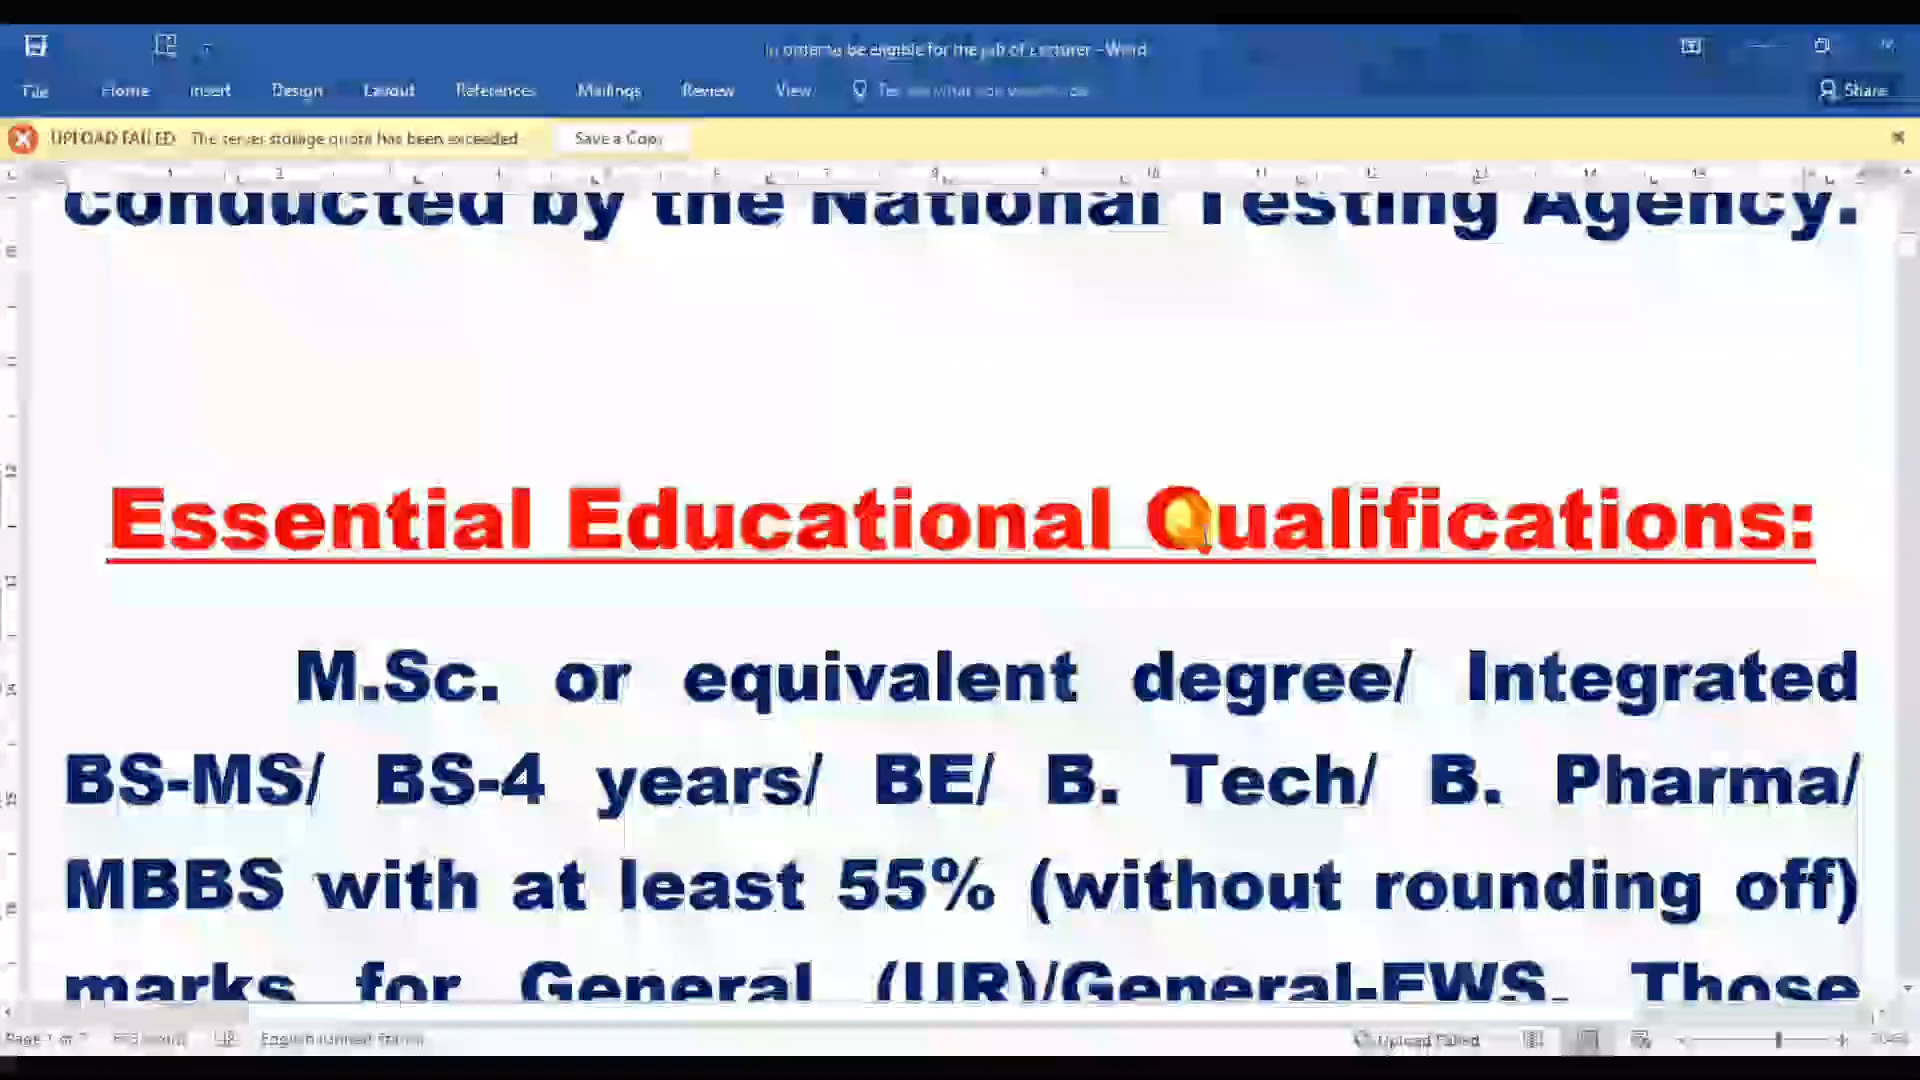 In order to be eligible for the job of Lecturer - Word
File Home Insert Design Layout References Mailings Review View Tell me what you want to do Share
UPLOAD FAILED The server storage quota has been exceeded Save a Copy
conducted by the National Testing Agency.
Essential Educational Qualifications:
M.Sc. or equivalent degree/ Integrated
BS-MS/ BS-4 years/ BE/ B. Tech/ B. Pharma/
MBBS with at least 55% (without rounding off)
marks for General (UR)/General-EWS. Those
English (United States) Upload Failed